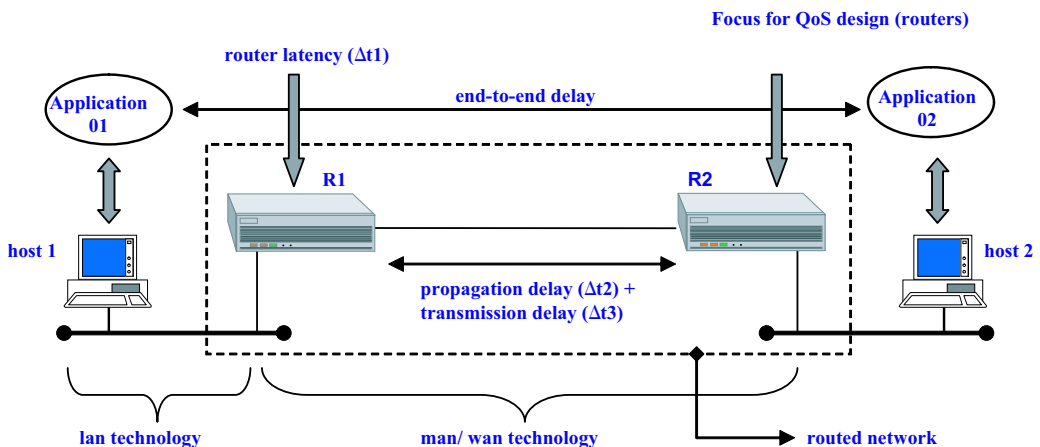 Focus for QoS design (routers)
router latency (Δt1)
Application
01
end-to-end delay
Application
02
R1
R2
host 1
host 2
propagation delay (Δt2) +
transmission delay (Δt3)
lan technology
man/ wan technology
routed network